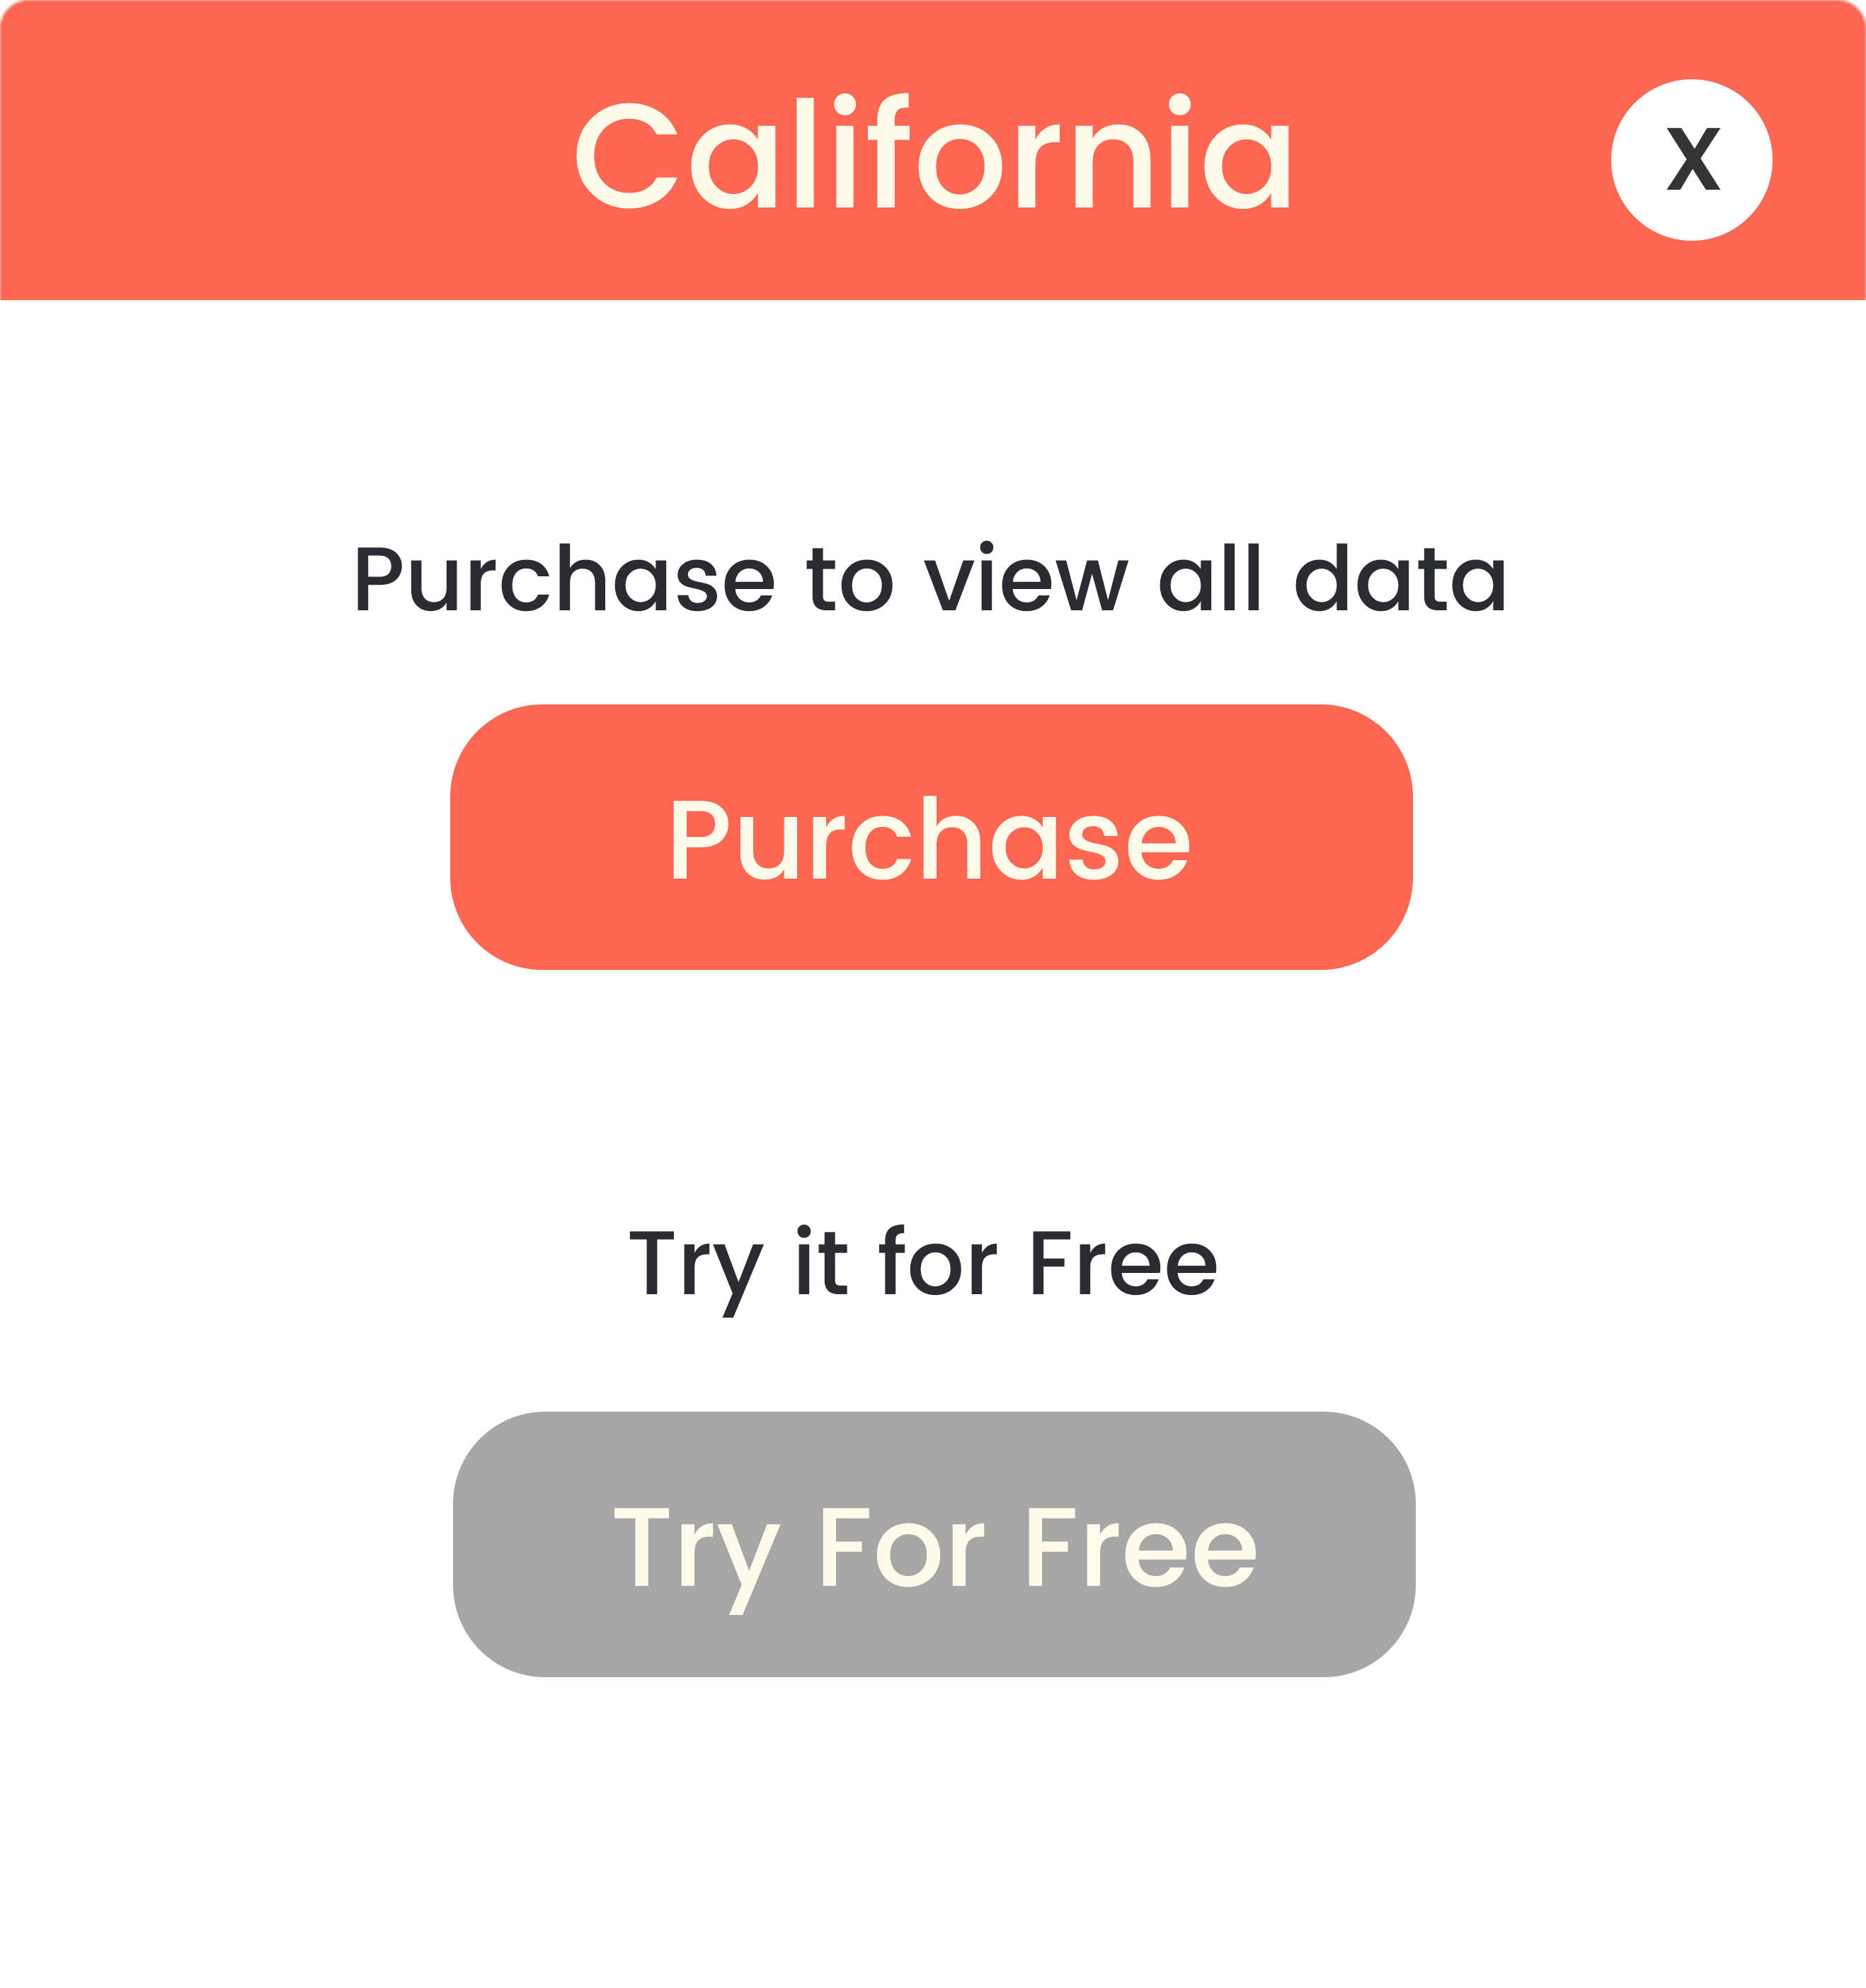 California
X
Purchase to view all data
Purchase
Try it for Free
Try For Free